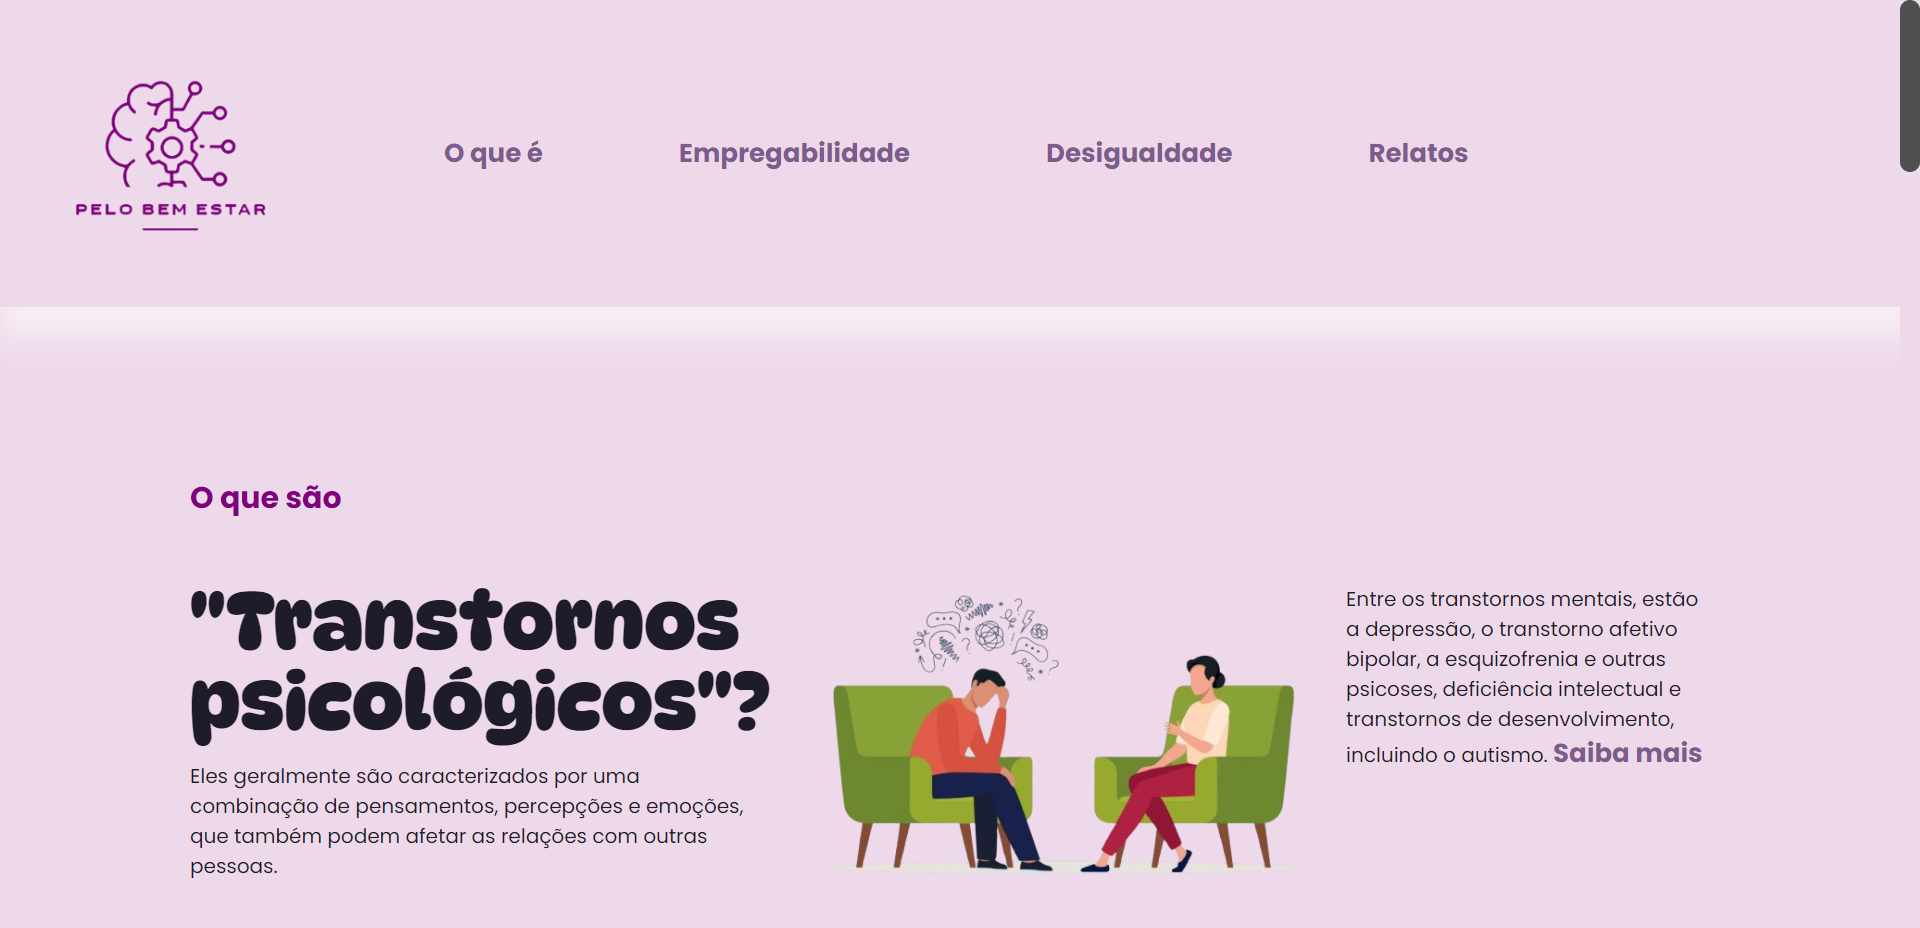 PELO BEM ESTAR
O que é
Empregabilidade
Desigualdade
Relatos
O que são
"Transtornos
psicológicos"?
Eles geralmente são caracterizados por uma
combinação de pensamentos, percepções e emoções,
que também podem afetar as relações com outras
pessoas.
Entre os transtornos mentais, estão
a depressão, o transtorno afetivo
bipolar, a esquizofrenia e outras
psicoses, deficiência intelectual e
transtornos de desenvolvimento,
incluindo o autismo. Saiba mais